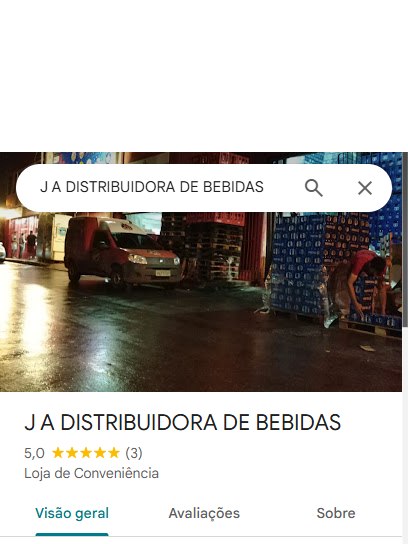 J A DISTRIBUIDORA DE BEBIDAS
J A DISTRIBUIDORA DE BEBIDAS
5,0 ★★★★★ (3)
Loja de Conveniência
Visão geral Avaliações Sobre